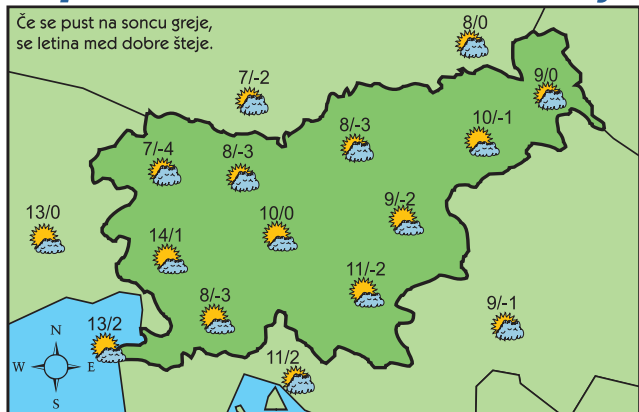 Če se pust na soncu greje,
se letina med dobre šteje.
8/0
7/-2
9/0
10/-1
8/-3
7/-4
8/-3
9/-2
13/0
10/0
14/1
11/-2
8/-3
9/-1
13/2
N
11/2
W
E
S